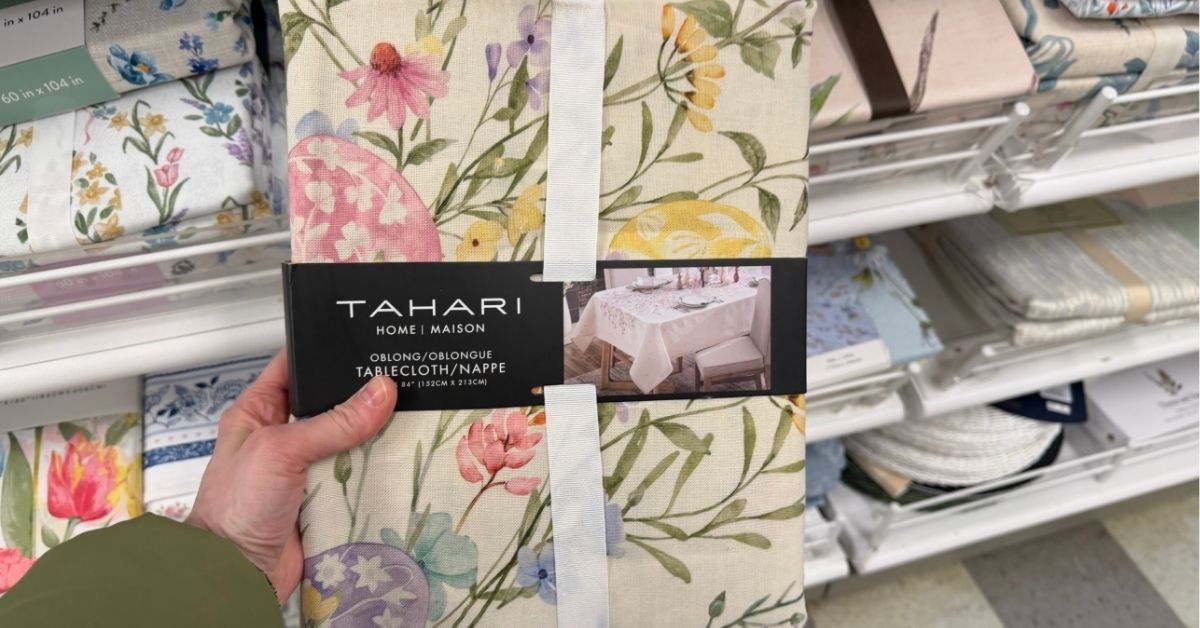 in x 104 in
60 in x 104 in
TAHARI
HOME | MAISON
OBLONG/OBLONGUE
TABLECLOTH/NAPPE
84" (152CM X 213CM)